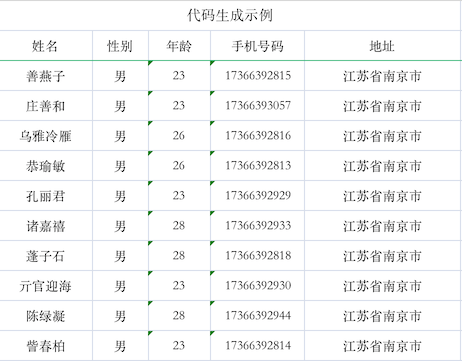 代码生成示例
姓名 性别 年龄 手机号码 地址
善燕子 男 23 17366392815 江苏省南京市
庄善和 男 23 17366393057 江苏省南京市
乌雅冷雁 男 26 17366392816 江苏省南京市
恭瑜敏 男 26 17366392813 江苏省南京市
孔丽君 男 23 17366392929 江苏省南京市
诸嘉禧 男 28 17366392933 江苏省南京市
蓬子石 男 28 17366392818 江苏省南京市
亓官迎海 男 23 17366392930 江苏省南京市
陈绿凝 男 28 17366392944 江苏省南京市
訾春柏 男 23 17366392814 江苏省南京市